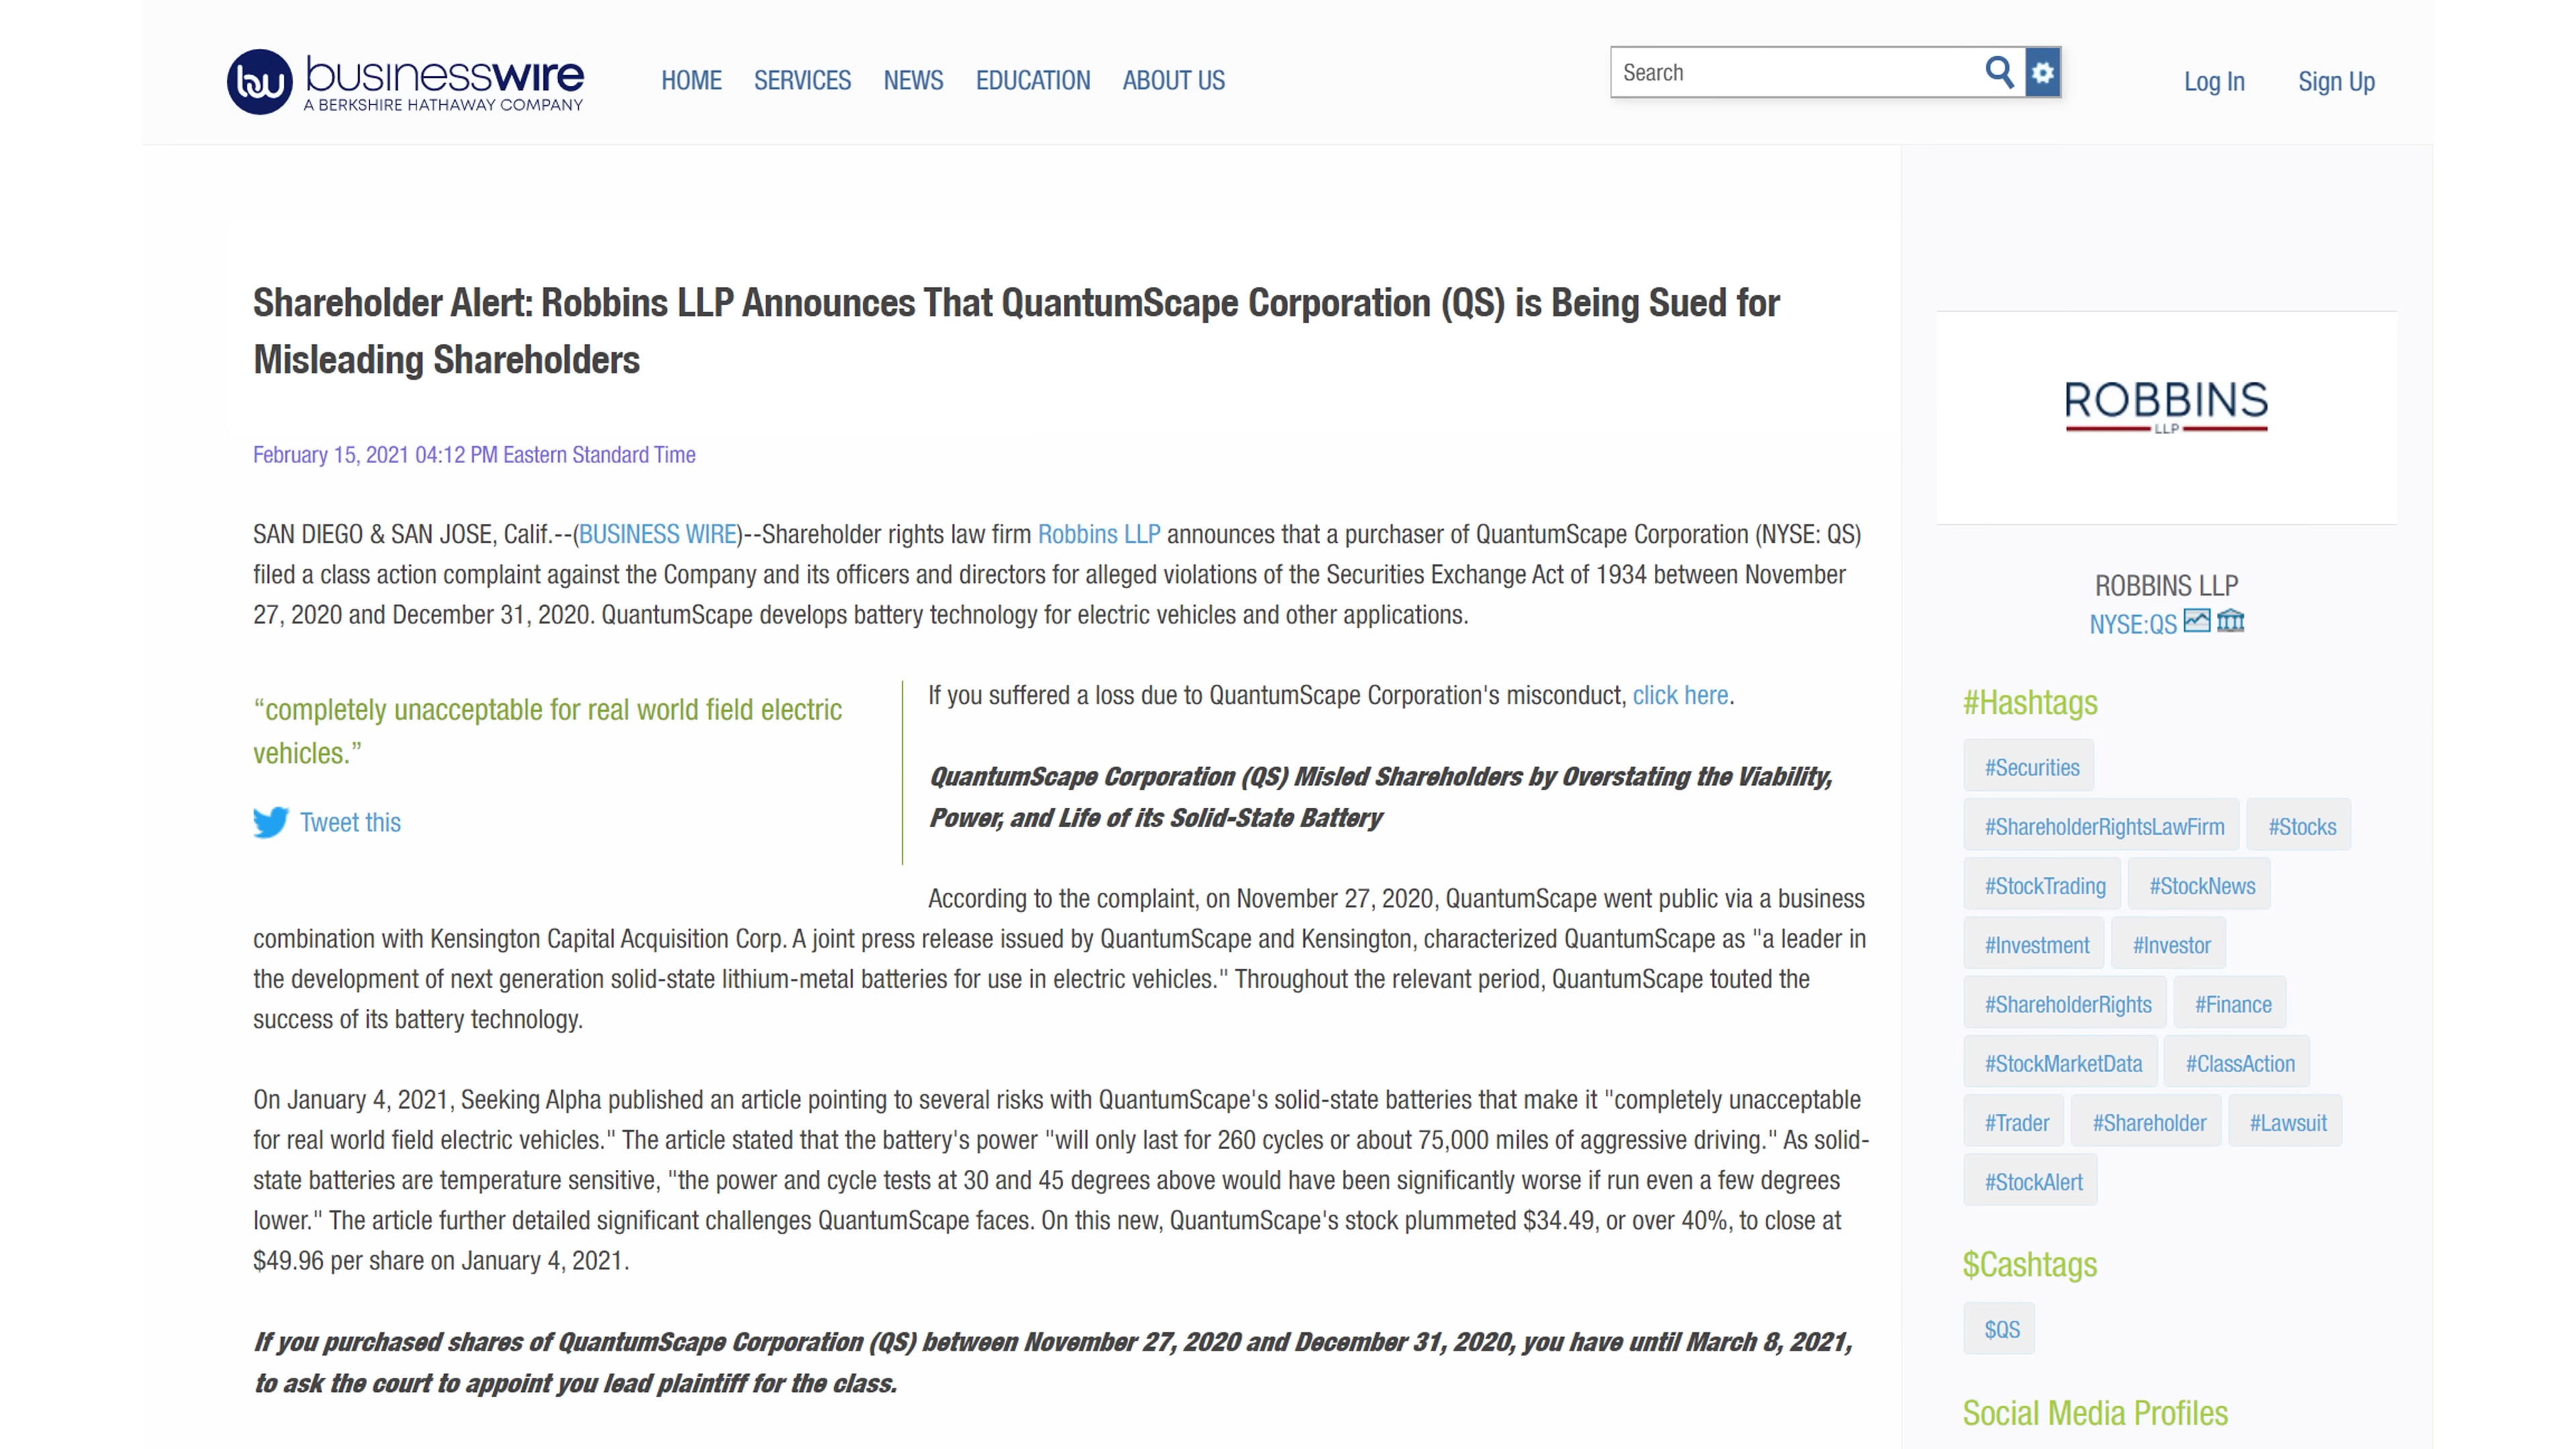 bw businesswire
A BERKSHIRE HATHAWAY COMPANY
HOME SERVICES NEWS EDUCATION ABOUT US
Search
Log In Sign Up
Shareholder Alert: Robbins LLP Announces That QuantumScape Corporation (QS) is Being Sued for
Misleading Shareholders
February 15, 2021 04:12 PM Eastern Standard Time
SAN DIEGO & SAN JOSE, Calif.--(BUSINESS WIRE)--Shareholder rights law firm Robbins LLP announces that a purchaser of QuantumScape Corporation (NYSE: QS)
filed a class action complaint against the Company and its officers and directors for alleged violations of the Securities Exchange Act of 1934 between November
27, 2020 and December 31, 2020. QuantumScape develops battery technology for electric vehicles and other applications.
“completely unacceptable for real world field electric
vehicles.”
Tweet this
If you suffered a loss due to QuantumScape Corporation's misconduct, click here.
QuantumScape Corporation (QS) Misled Shareholders by Overstating the Viability,
Power, and Life of its Solid-State Battery
According to the complaint, on November 27, 2020, QuantumScape went public via a business
combination with Kensington Capital Acquisition Corp. A joint press release issued by QuantumScape and Kensington, characterized QuantumScape as "a leader in
the development of next generation solid-state lithium-metal batteries for use in electric vehicles." Throughout the relevant period, QuantumScape touted the
success of its battery technology.
On January 4, 2021, Seeking Alpha published an article pointing to several risks with QuantumScape's solid-state batteries that make it "completely unacceptable
for real world field electric vehicles." The article stated that the battery's power "will only last for 260 cycles or about 75,000 miles of aggressive driving." As solid-
state batteries are temperature sensitive, "the power and cycle tests at 30 and 45 degrees above would have been significantly worse if run even a few degrees
lower." The article further detailed significant challenges QuantumScape faces. On this new, QuantumScape's stock plummeted $34.49, or over 40%, to close at
$49.96 per share on January 4, 2021.
If you purchased shares of QuantumScape Corporation (QS) between November 27, 2020 and December 31, 2020, you have until March 8, 2021,
to ask the court to appoint you lead plaintiff for the class.
ROBBINS
LLP
ROBBINS LLP
NYSE:QS
#Hashtags
#Securities
#ShareholderRightsLawFirm #Stocks
#StockTrading #StockNews
#Investment #Investor
#ShareholderRights #Finance
#StockMarketData #ClassAction
#Trader #Shareholder #Lawsuit
#StockAlert
$Cashtags
$QS
Social Media Profiles